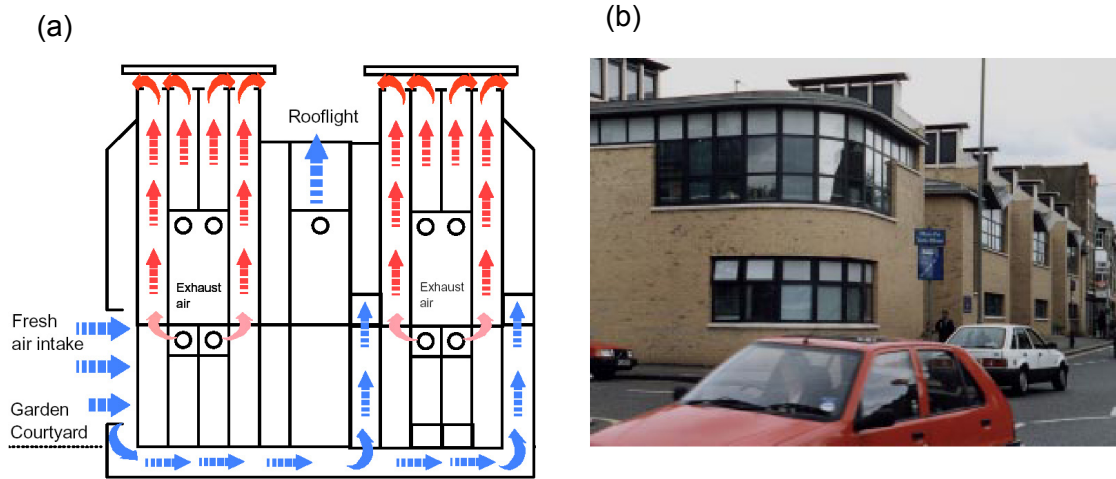 (a)
(b)
Rooflight
Exhaust
air
Exhaust
air
Fresh
air intake
Garden
Courtyard